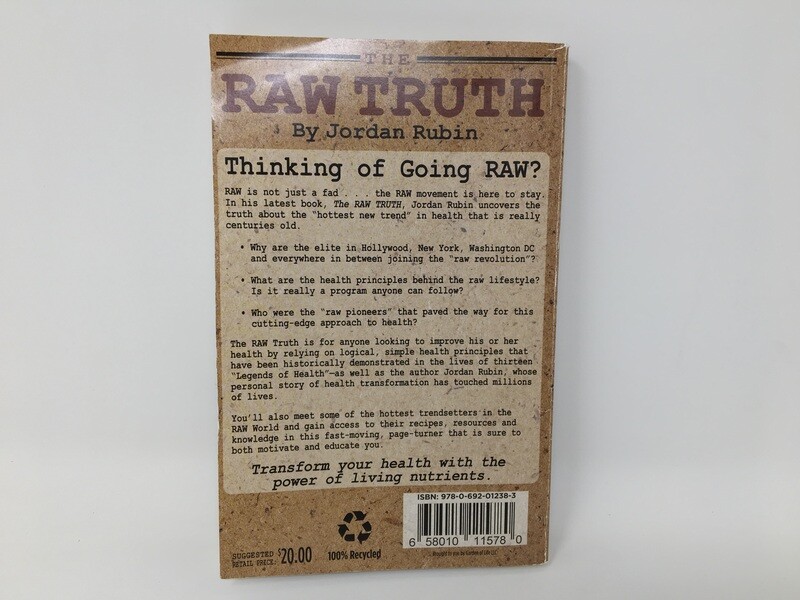 THE
RAW TRUTH
By Jordan Rubin
Thinking of Going RAW?
RAW is not just a fad . . . the RAW movement is here to stay.
In his latest book, The RAW TRUTH, Jordan Rubin uncovers the
truth about the “hottest new trend” in health that is really
centuries old.
• Why are the elite in Hollywood, New York, Washington DC
and everywhere in between joining the “raw revolution”?
• What are the health principles behind the raw lifestyle?
Is it really a program anyone can follow?
• Who were the “raw pioneers” that paved the way for this
cutting-edge approach to health?
The RAW Truth is for anyone looking to improve his or her
health by relying on logical, simple health principles that
have been historically demonstrated in the lives of thirteen
“Legends of Health”—as well as the author Jordan Rubin, whose
personal story of health transformation has touched millions
of lives.
You'll also meet some of the hottest trendsetters in the
RAW World and gain access to their recipes, resources and
knowledge in this fast-moving, page-turner that is sure to
both motivate and educate you.
Transform your health with the
power of living nutrients.
ISBN: 978-0-692-01238-3
6 58010 11578 0
Brought to you by Garden of Life LLC
SUGGESTED
RETAIL PRICE: $20.00
100% Recycled